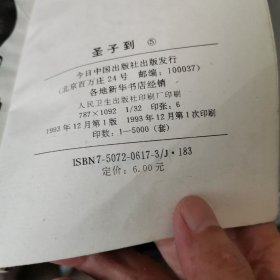 圣子到 ⑤
今日中国出版社出版发行
(北京百万庄24号 邮编:100037)
各地新华书店经销
人民卫生出版社印刷厂印刷
787×1092 1/32 印张:6
1993年12月第1版 1993年12月第1次印刷
印数:1—5000(套)
ISBN7-5072-0617-3/J·183
定价:6.00元